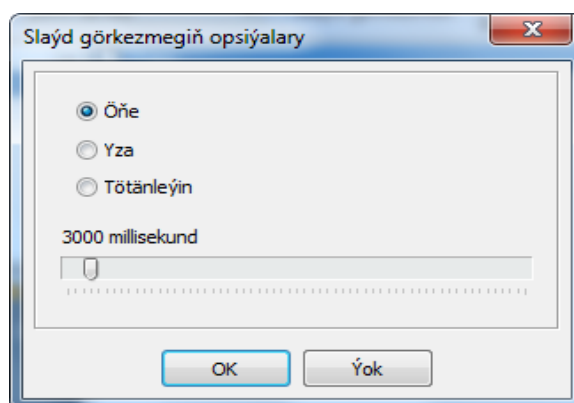 Slaýd görkezmegiň opsiýalary
Öňe
Yza
Tötänleýin
3000 millisekund
OK
Ýok